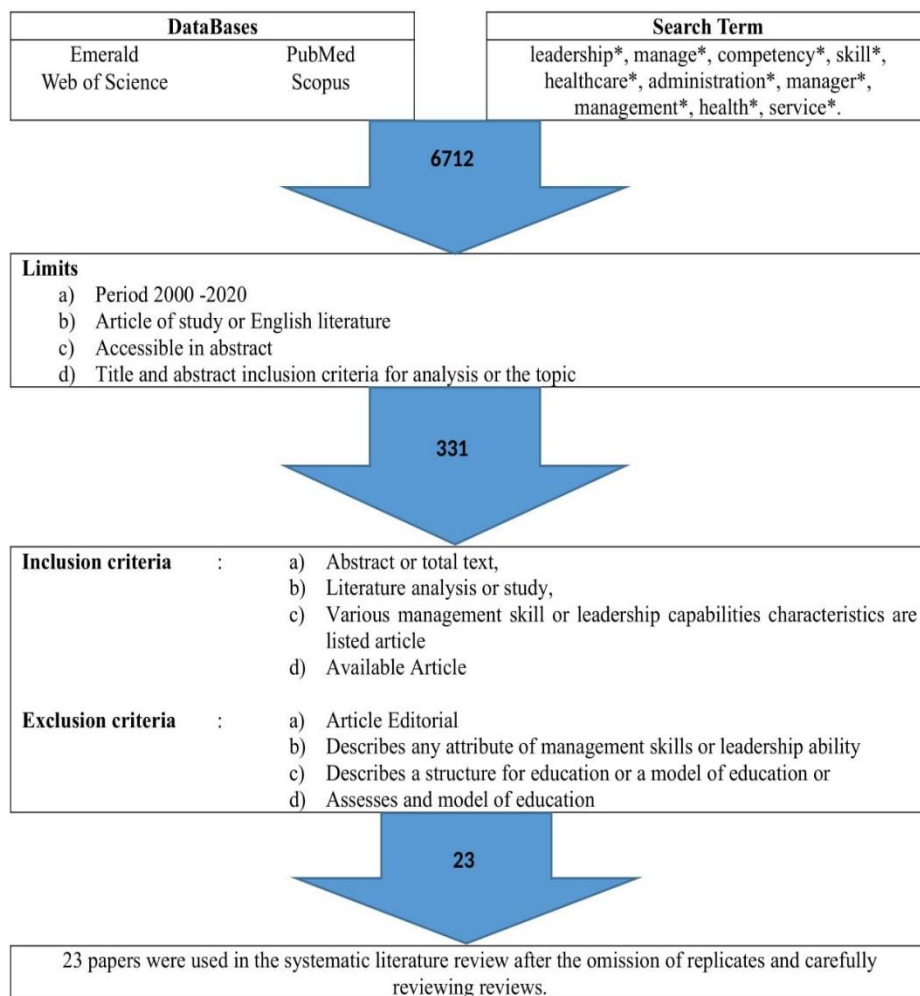 DataBases
Emerald PubMed
Web of Science Scopus
Search Term
leadership*, manage*, competency*, skill*,
healthcare*, administration*, manager*,
management*, health*, service*.
6712
Limits
a) Period 2000 -2020
b) Article of study or English literature
c) Accessible in abstract
d) Title and abstract inclusion criteria for analysis or the topic
331
Inclusion criteria : a) Abstract or total text,
b) Literature analysis or study,
c) Various management skill or leadership capabilities characteristics are
listed article
d) Available Article
Exclusion criteria : a) Article Editorial
b) Describes any attribute of management skills or leadership ability
c) Describes a structure for education or a model of education or
d) Assesses and model of education
23
23 papers were used in the systematic literature review after the omission of replicates and carefully
reviewing reviews.